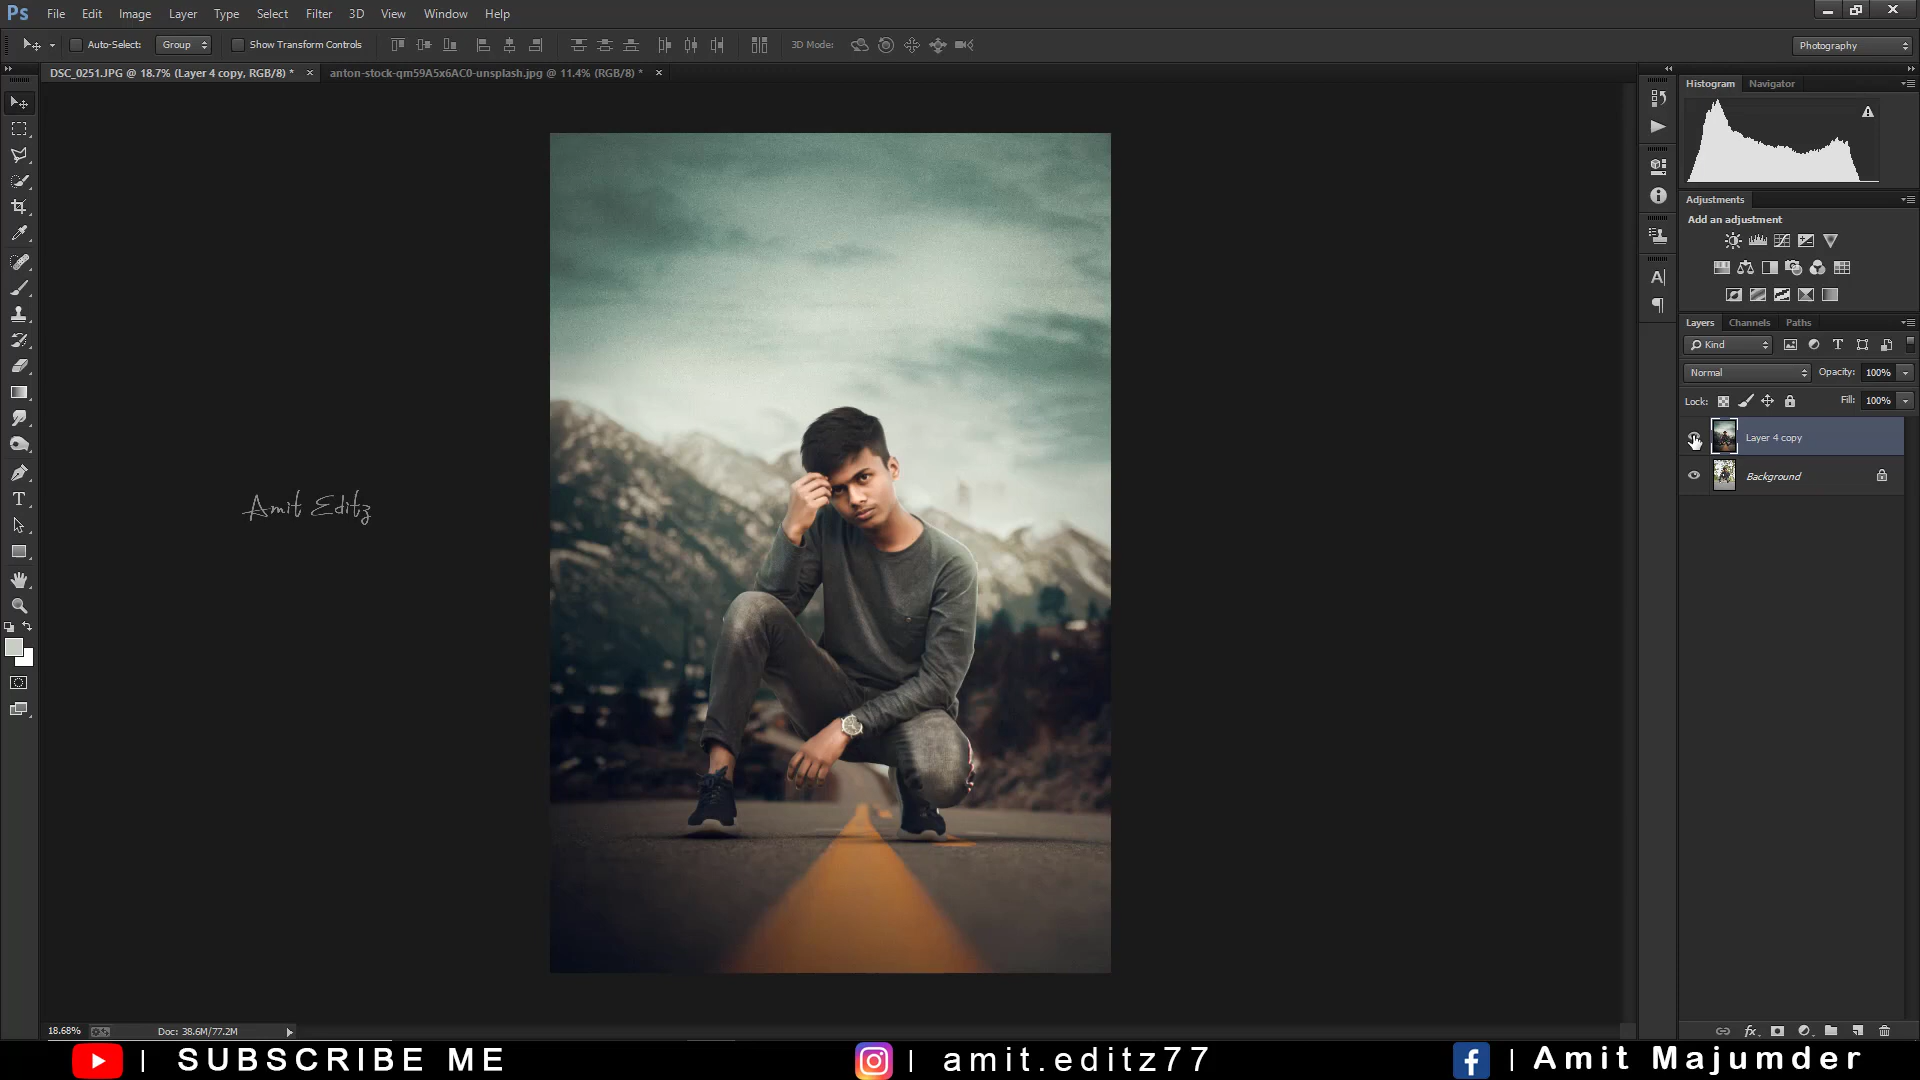 Ps File Edit Image Layer Type Select Filter 3D View Window Help
Auto-Select: Group Show Transform Controls 3D Mode: Photography
DSC_0251.JPG @ 18.7% (Layer 4 copy, RGB/8) * × anton-stock-qm59A5x6AC0-unsplash.jpg @ 11.4% (RGB/8) * ×
Histogram Navigator
Adjustments
Add an adjustment
Layers Channels Paths
Kind
Normal Opacity: 100%
Lock: Fill: 100%
Layer 4 copy
Background
Amit Editz
18.68% Doc: 38.6M/77.2M
| SUBSCRIBE ME | amit.editz77 | Amit Majumder